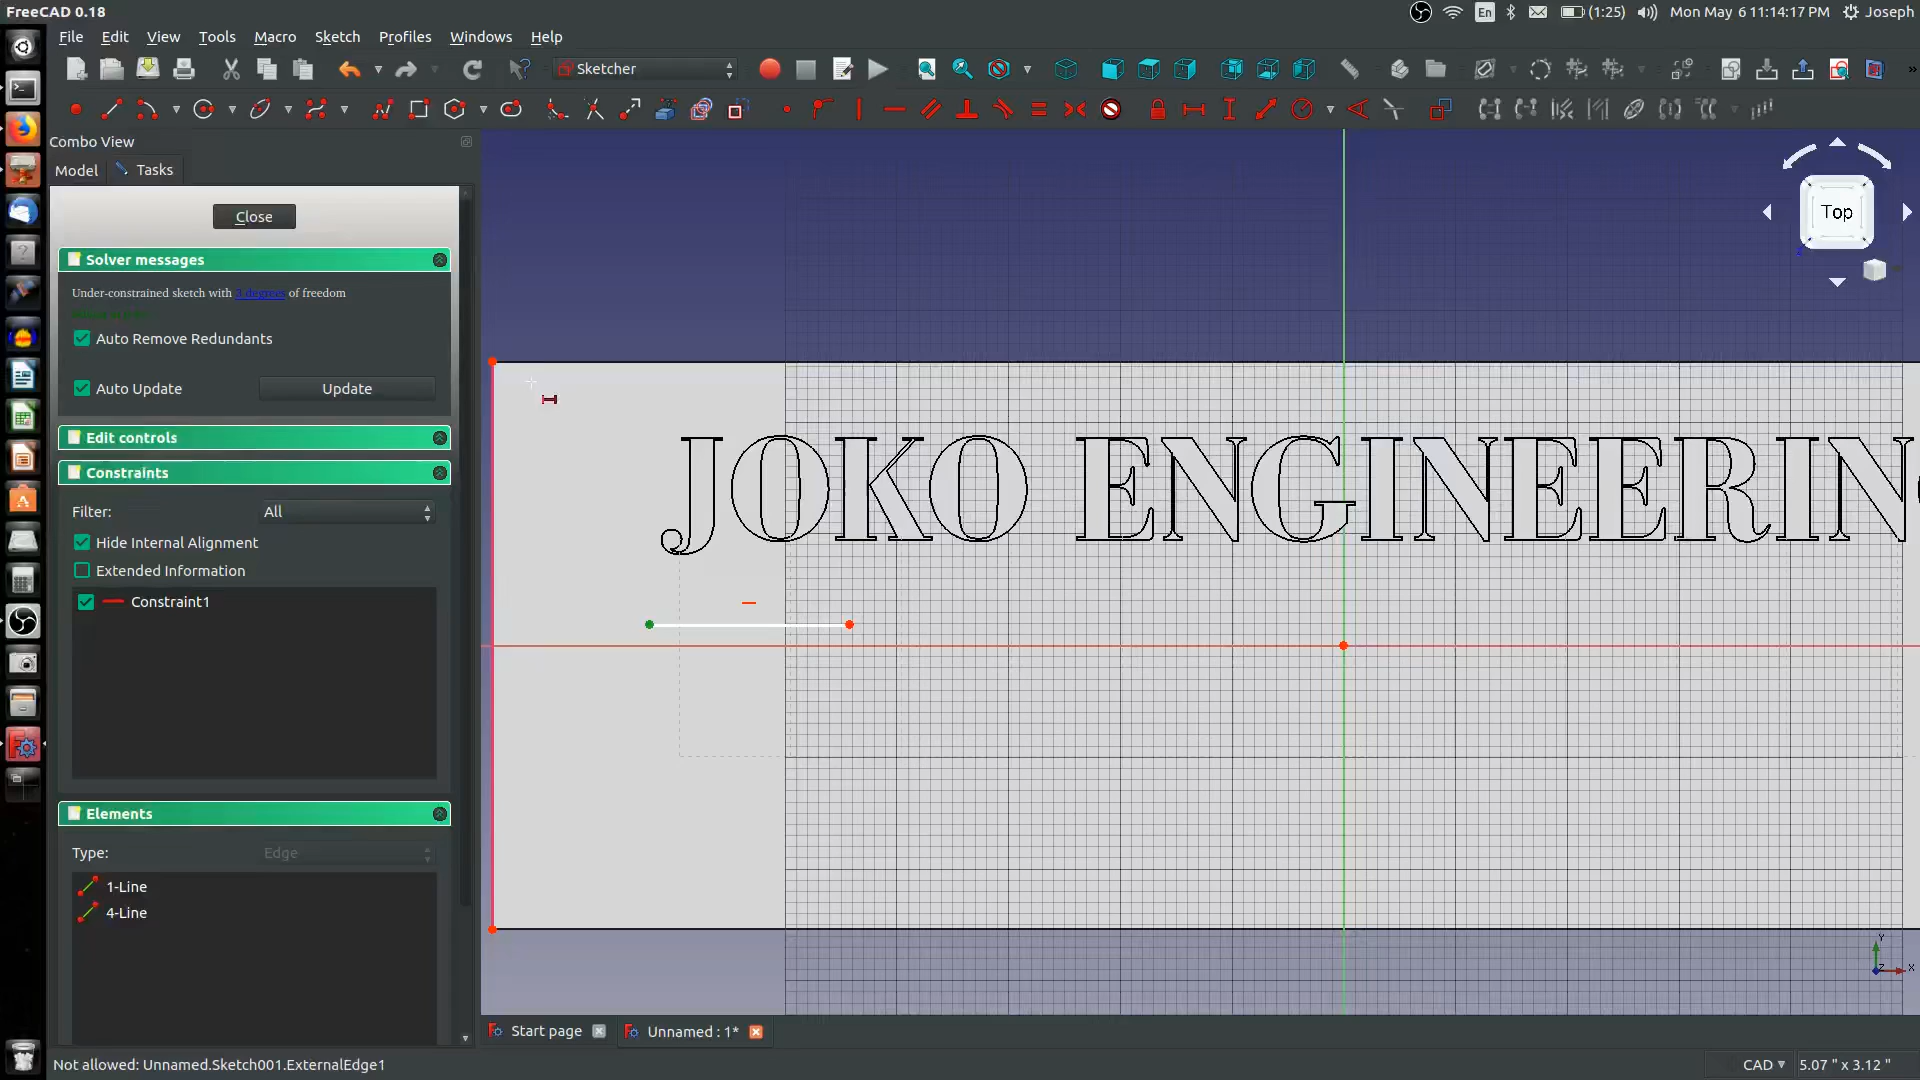 FreeCAD 0.18
En
(1:25)
Mon May 6 11:14:17 PM
Joseph
File Edit View Tools Macro Sketch Profiles Windows Help
Sketcher
Combo View
Model
Tasks
Close
Solver messages
Under-constrained sketch with 3 degrees of freedom
Auto Remove Redundants
Auto Update
Update
Edit controls
Constraints
Filter:
All
Hide Internal Alignment
Extended Information
Constraint1
Elements
Type:
Edge
1-Line
4-Line
Top
JOKO ENGINEERIN
Y
Z
X
Start page
Unnamed : 1*
Not allowed: Unnamed.Sketch001.ExternalEdge1
CAD
5.07 " x 3.12 "